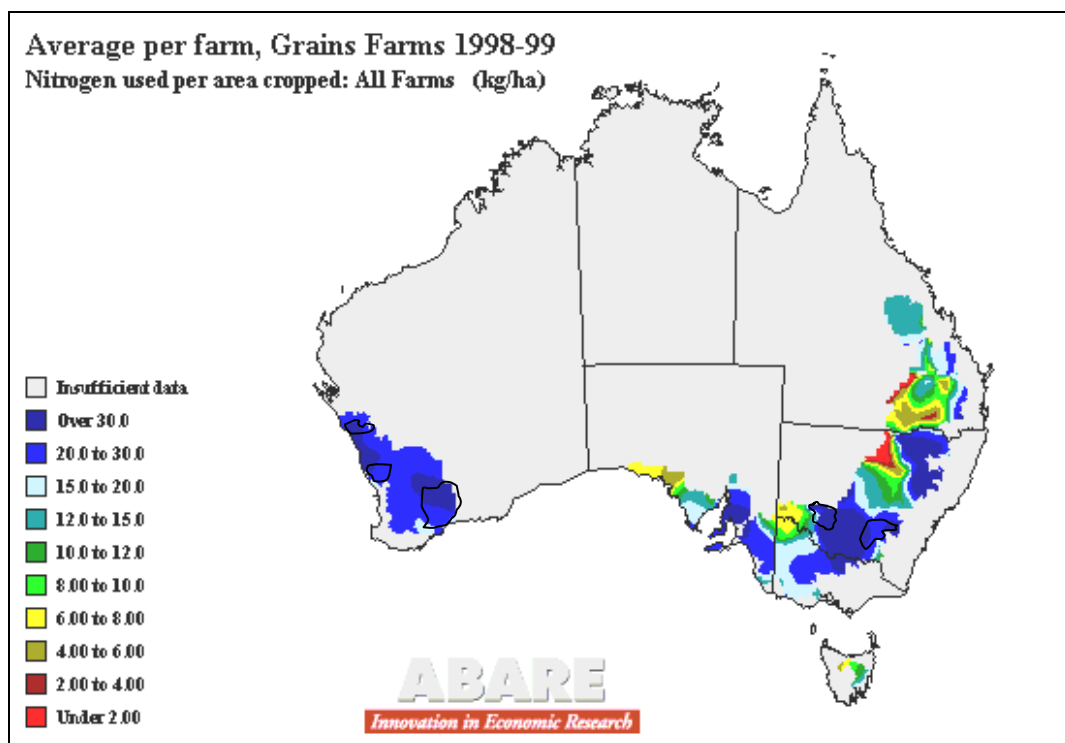 Average per farm, Grains Farms 1998-99
Nitrogen used per area cropped: All Farms (kg/ha)
Insufficient data
Over 30.0
20.0 to 30.0
15.0 to 20.0
12.0 to 15.0
10.0 to 12.0
8.00 to 10.0
6.00 to 8.00
4.00 to 6.00
2.00 to 4.00
Under 2.00
ABARE
Innovation in Economic Research